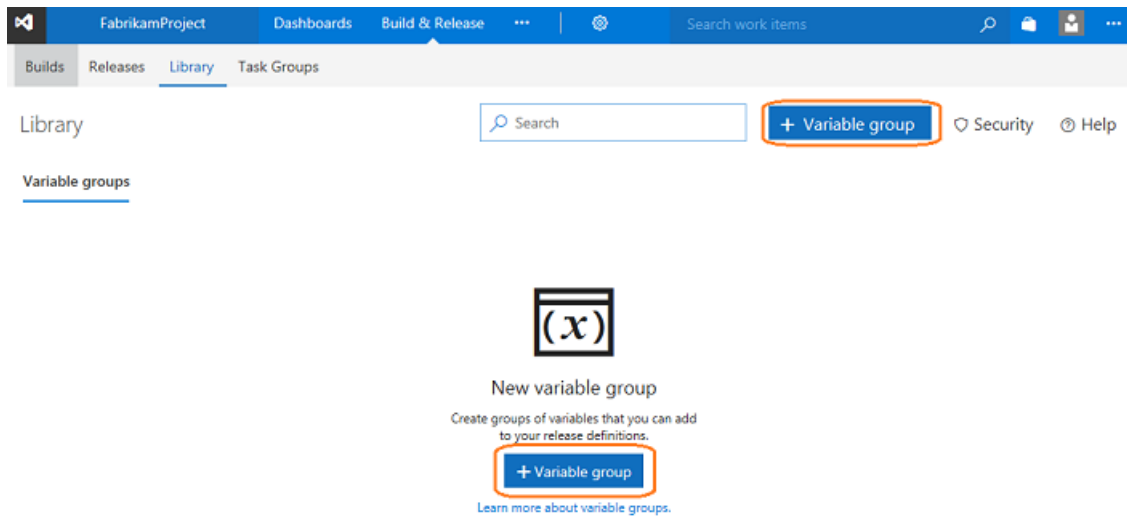 FabrikamProject Dashboards Build & Release ••• Search work items •••
Builds Releases Library Task Groups
Library Search + Variable group Security Help
Variable groups
(x)
New variable group
Create groups of variables that you can add
to your release definitions.
+ Variable group
Learn more about variable groups.